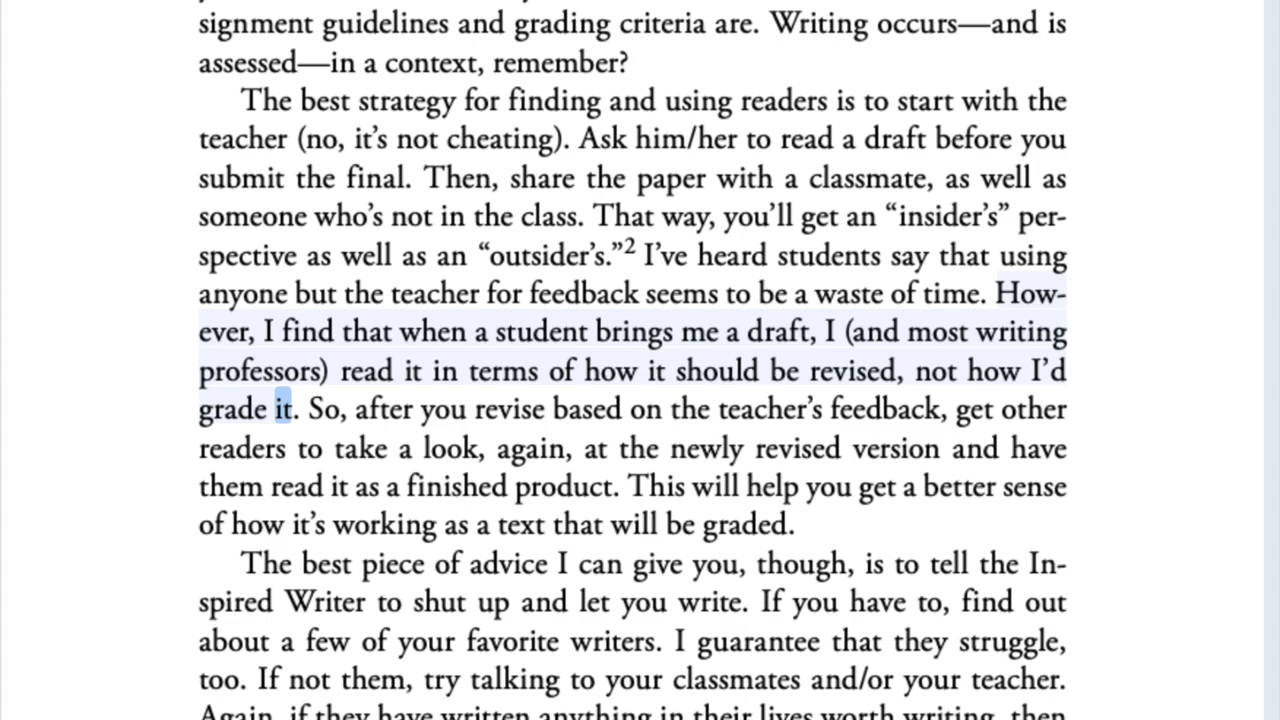 signment guidelines and grading criteria are. Writing occurs—and is
assessed—in a context, remember?
The best strategy for finding and using readers is to start with the
teacher (no, it’s not cheating). Ask him/her to read a draft before you
submit the final. Then, share the paper with a classmate, as well as
someone who’s not in the class. That way, you’ll get an “insider’s” per-
spective as well as an “outsider’s.”² I’ve heard students say that using
anyone but the teacher for feedback seems to be a waste of time. How-
ever, I find that when a student brings me a draft, I (and most writing
professors) read it in terms of how it should be revised, not how I’d
grade it. So, after you revise based on the teacher’s feedback, get other
readers to take a look, again, at the newly revised version and have
them read it as a finished product. This will help you get a better sense
of how it’s working as a text that will be graded.
The best piece of advice I can give you, though, is to tell the In-
spired Writer to shut up and let you write. If you have to, find out
about a few of your favorite writers. I guarantee that they struggle,
too. If not them, try talking to your classmates and/or your teacher.
Again, if they have written anything in their lives worth writing, then